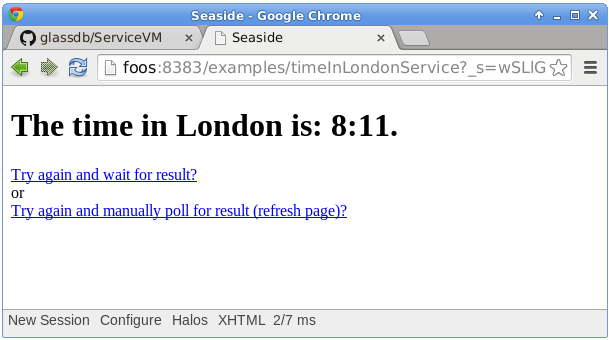 Seaside - Google Chrome
glassdb/ServiceVM
Seaside
foos:8383/examples/timeInLondonService?_s=wSLIG
The time in London is: 8:11.
Try again and wait for result?
or
Try again and manually poll for result (refresh page)?
New Session Configure Halos XHTML 2/7 ms